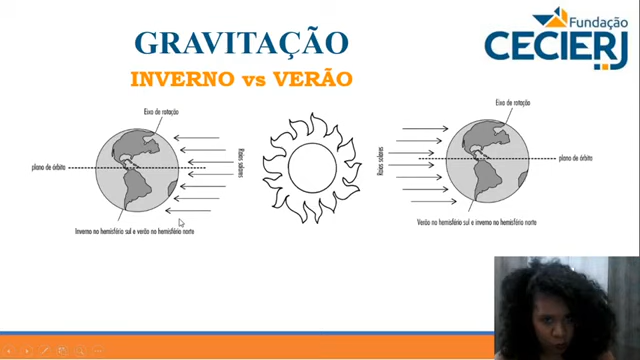 GRAVITAÇÃO
INVERNO vs VERÃO
Fundação
CECIERJ
Eixo de rotação
plano de órbita
Raios solares
Inverno no hemisfério sul e verão no hemisfério norte
Eixo de rotação
Raios solares
plano de órbita
Verão no hemisfério sul e inverno no hemisfério norte